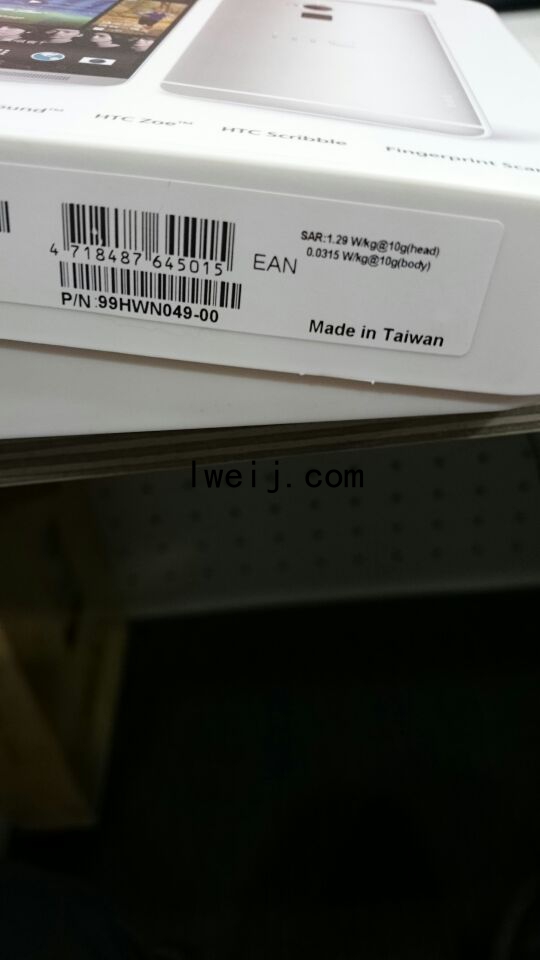 HTC Zoe™
HTC Scribble
Fingerprint
4 718487 645015
EAN
SAR:1.29 W/kg@10g(head)
0.0315 W/kg@10g(body)
P/N:99HWN049-00
Made in Taiwan
lweij.com